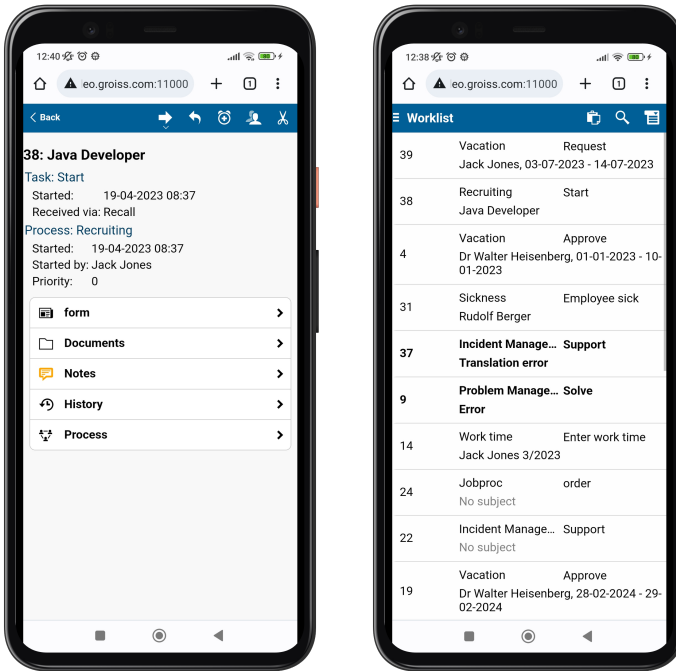 12:40
eo.groiss.com:11000
1
Back
38: Java Developer
Task: Start
Started: 19-04-2023 08:37
Received via: Recall
Process: Recruiting
Started: 19-04-2023 08:37
Started by: Jack Jones
Priority: 0
form
Documents
Notes
History
Process
12:38
eo.groiss.com:11000
1
Worklist
39 Vacation Request
Jack Jones, 03-07-2023 - 14-07-2023
38 Recruiting Start
Java Developer
4 Vacation Approve
Dr Walter Heisenberg, 01-01-2023 - 10-
01-2023
31 Sickness Employee sick
Rudolf Berger
37 Incident Manage... Support
Translation error
9 Problem Manage... Solve
Error
14 Work time Enter work time
Jack Jones 3/2023
24 Jobproc order
No subject
22 Incident Manage... Support
No subject
19 Vacation Approve
Dr Walter Heisenberg, 28-02-2024 - 29-
02-2024